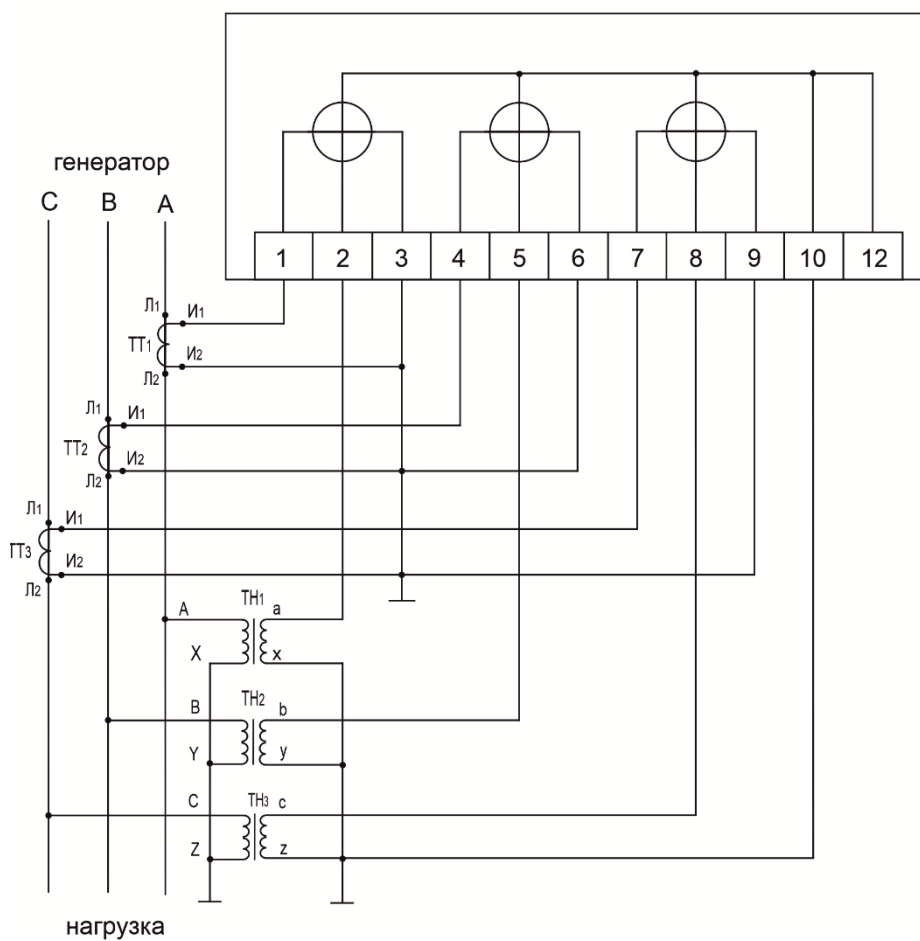 генератор
C B A
1 2 3 4 5 6 7 8 9 10 12
Л1 И1
ТТ1
Л2 И2
Л1 И1
ТТ2
Л2 И2
Л1 И1
ТТ3
Л2 И2
A ТН1 a
X x
B ТН2 b
Y y
C ТН3 c
Z z
нагрузка